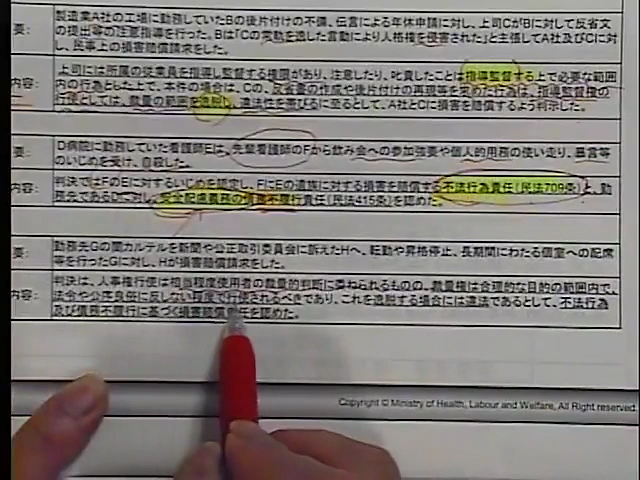 要:
製造業A社の工場に勤務していたBの後片付けの不備、伝言による年休申請に対し、上司CがBに対して反省文
の提出等の注意指導を行った。Bは「Cの常軌を逸した言動により人格権を侵害された」と主張してA社及びCに対
し、民事上の損害賠償請求をした。
内容:
上司には所属の従業員を指導し監督する権限があり、注意したり、叱責したことは指導監督する上で必要な範囲
内の行為とした上で、本件の場合は、Cの、反省書の作成や後片付けの再現等を求めた行為は、指導監督権の
行使としては、裁量の範囲を逸脱し、違法性を帯びるに至るとして、A社とCに損害を賠償するよう判示した。
要:
D病院に勤務していた看護師Eは、先輩看護師のFから飲み会への参加強要や個人的用務の使い走り、暴言等
のいじめを受け、自殺した。
内容:
判決ではFのEに対するいじめを認定し、FにEの遺族に対する損害を賠償する不法行為責任(民法709条)と、勤
務先であるDに対し、安全配慮義務の債務不履行責任(民法415条)を認めた。
要:
勤務先Gの闇カルテルを新聞や公正取引委員会に訴えたHへ、転勤や昇格停止、長期間にわたる個室への配席
等を行ったGに対し、Hが損害賠償請求をした。
内容:
判決は、人事権行使は相当程度使用者の裁量的判断に委ねられるものの、裁量権は合理的な目的の範囲内で、
法令や公序良俗に反しない程度で行使されるべきであり、これを逸脱する場合には違法であるとして、不法行為
及び債務不履行に基づく損害賠償責任を認めた。
Copyright © Ministry of Health, Labour and Welfare, All Right reserved.